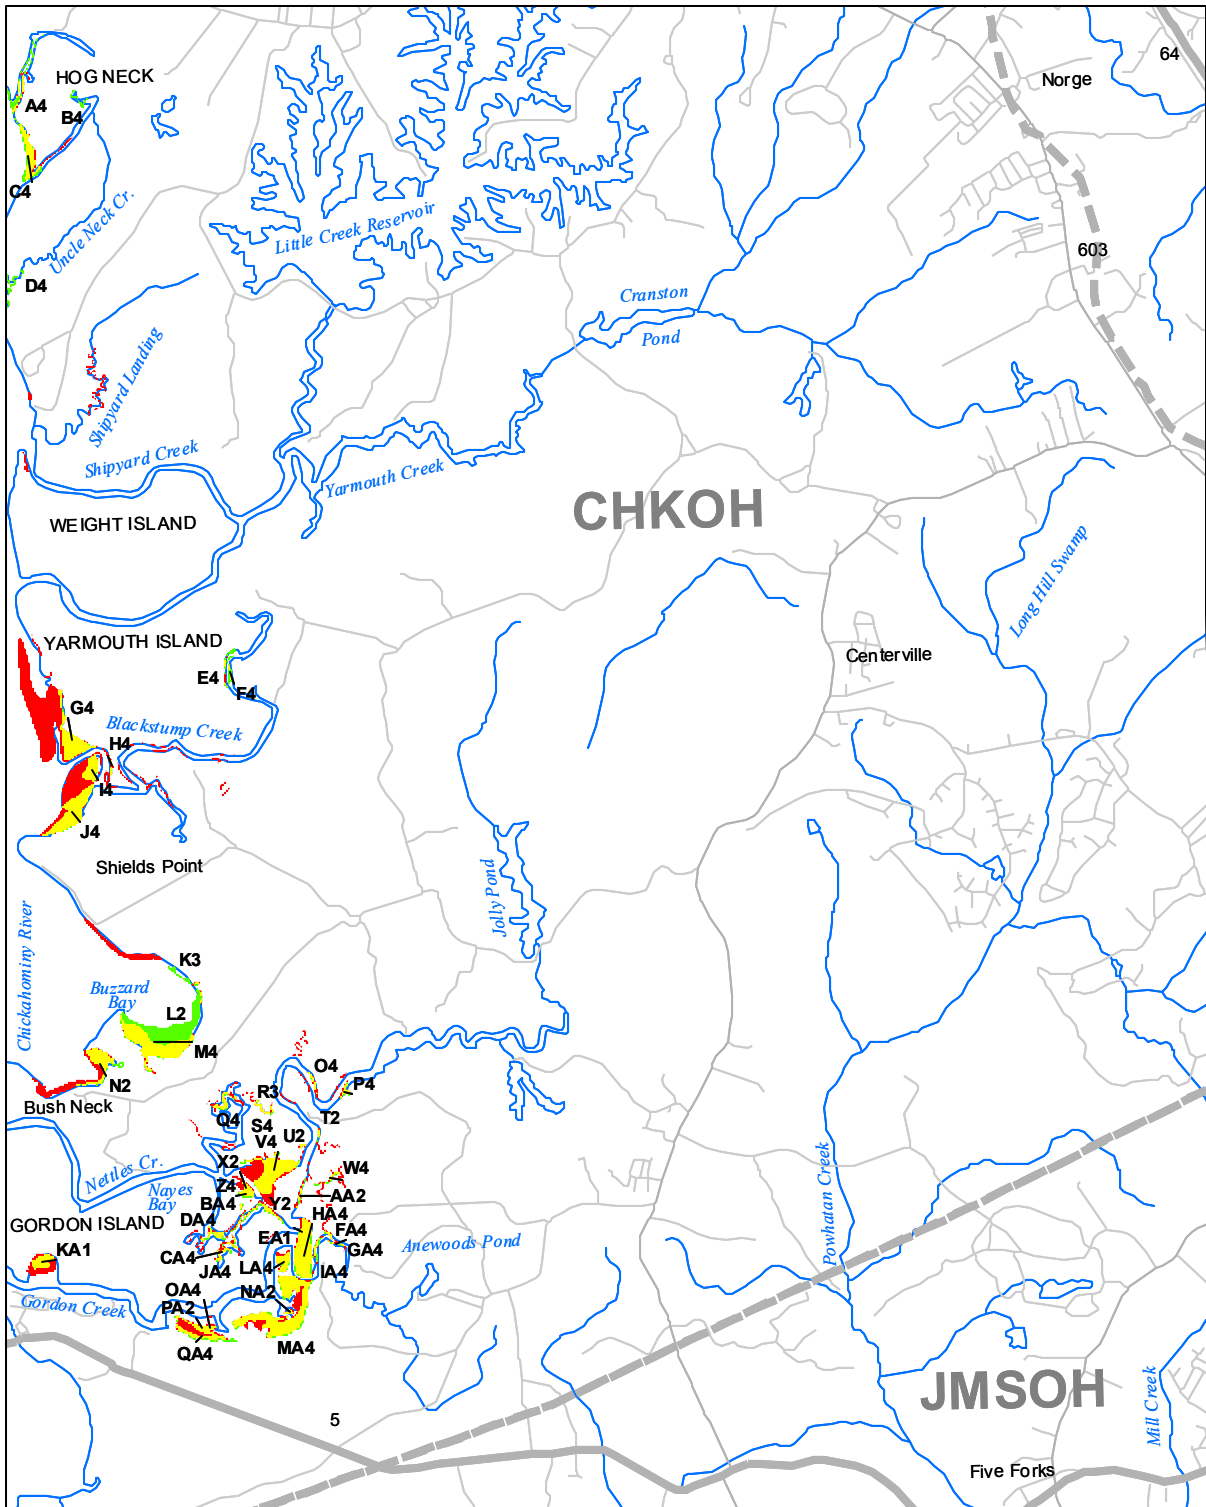 64
HOG NECK
Norge
A4
B4
C4
Uncle Neck Cr.
Little Creek Reservoir
603
D4
Cranston
Pond
Shipyard Landing
Shipyard Creek
Yarmouth Creek
CHKOH
WEIGHT ISLAND
Long Hill Swamp
YARMOUTH ISLAND
Centerville
E4
F4
G4
Blackstump Creek
H4
I4
J4
Shields Point
Jolly Pond
Chickahominy River
K3
Buzzard
Bay
L2
M4
N2
Bush Neck
O4
P4
R3
Q4
T2
S4
V4
U2
X2
W4
Nettles Cr.
Z4
Nayes
Bay
BA4
Y2
AA2
HA4
GORDON ISLAND
DA4
EA1
FA4
Anewoods Pond
Powhatan Creek
KA1
CA4
JA4
LA4
GA4
IA4
OA4
NA2
Gordon Creek
PA2
QA4
MA4
JMSOH
Mill Creek
5
Five Forks